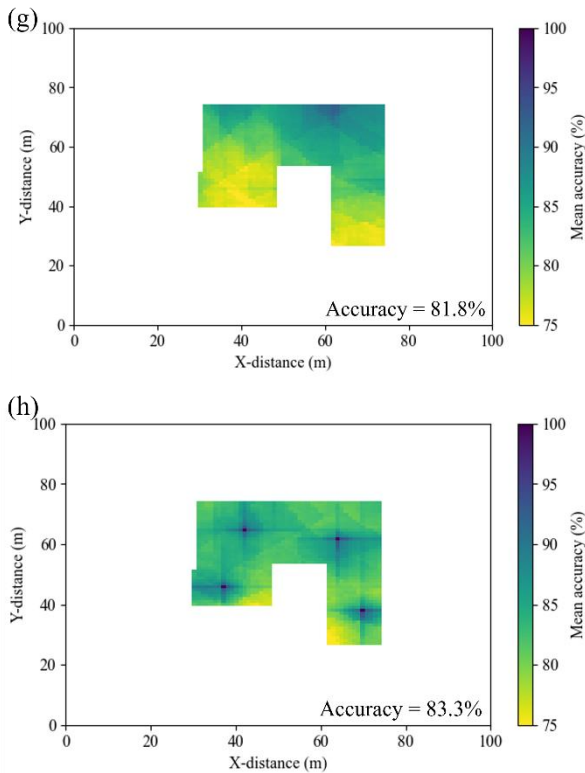 (g)
100
80
60
40
20
0
Y-distance (m)
0 20 40 60 80 100
X-distance (m)
Accuracy = 81.8%
100
95
90
85
80
75
Mean accuracy (%)
(h)
100
80
60
40
20
0
Y-distance (m)
0 20 40 60 80 100
X-distance (m)
Accuracy = 83.3%
100
95
90
85
80
75
Mean accuracy (%)